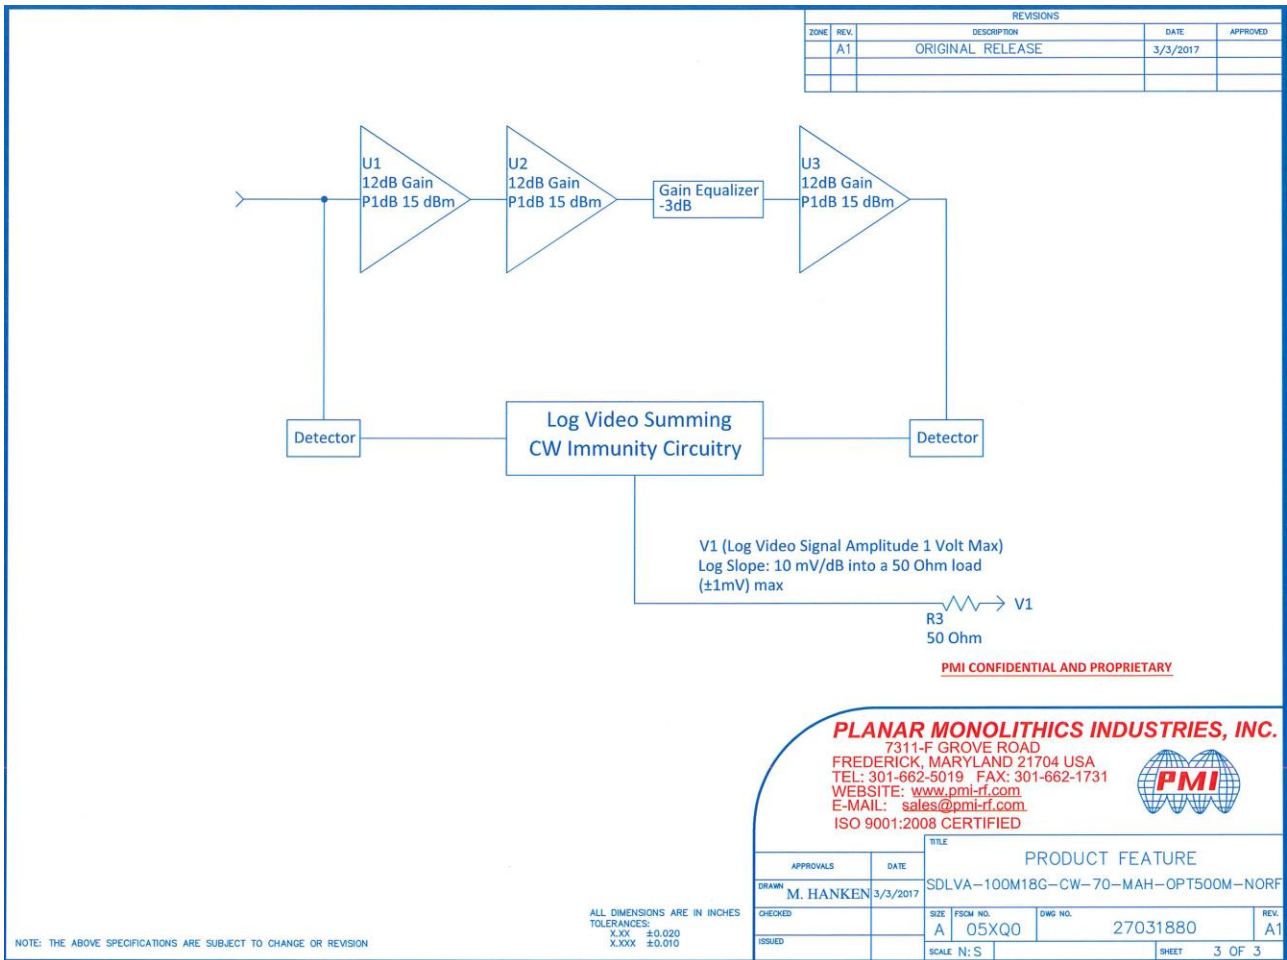 REVISIONS
ZONE REV. DESCRIPTION DATE APPROVED
A1 ORIGINAL RELEASE 3/3/2017
U1
12dB Gain
P1dB 15 dBm
U2
12dB Gain
P1dB 15 dBm
Gain Equalizer
-3dB
U3
12dB Gain
P1dB 15 dBm
Detector
Log Video Summing
CW Immunity Circuitry
Detector
V1 (Log Video Signal Amplitude 1 Volt Max)
Log Slope: 10 mV/dB into a 50 Ohm load
(±1mV) max
V1
R3
50 Ohm
PMI CONFIDENTIAL AND PROPRIETARY
PLANAR MONOLITHICS INDUSTRIES, INC.
7311-F GROVE ROAD
FREDERICK, MARYLAND 21704 USA
TEL: 301-662-5019 FAX: 301-662-1731
WEBSITE: www.pmi-rf.com
E-MAIL: sales@pmi-rf.com
ISO 9001:2008 CERTIFIED
PMI
APPROVALS DATE
DRAWN M. HANKEN 3/3/2017
CHECKED
ISSUED
TITLE
PRODUCT FEATURE
SDLVA-100M18G-CW-70-MAH-OPT500M-NORF
SIZE FSCM NO. DWG NO. REV.
A 05XQ0 27031880 A1
SCALE N:S SHEET 3 OF 3
ALL DIMENSIONS ARE IN INCHES
TOLERANCES:
X.XX ±0.020
X.XXX ±0.010
NOTE: THE ABOVE SPECIFICATIONS ARE SUBJECT TO CHANGE OR REVISION